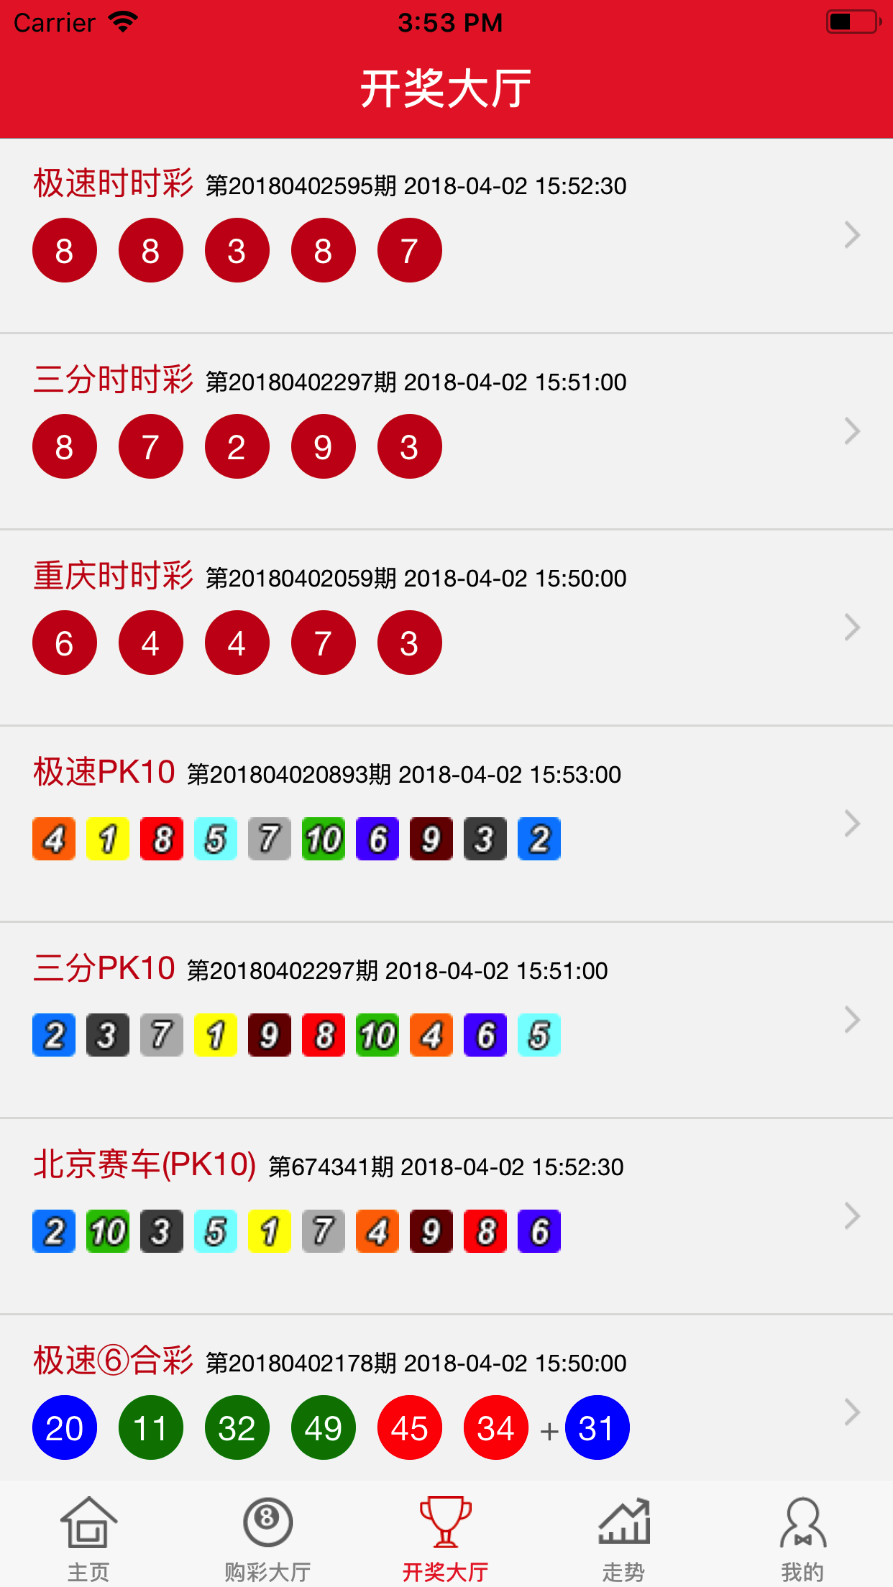 Carrier 3:53 PM
开奖大厅
极速时时彩 第20180402595期 2018-04-02 15:52:30
8 8 3 8 7
三分时时彩 第20180402297期 2018-04-02 15:51:00
8 7 2 9 3
重庆时时彩 第20180402059期 2018-04-02 15:50:00
6 4 4 7 3
极速PK10 第201804020893期 2018-04-02 15:53:00
4 1 8 5 7 10 6 9 3 2
三分PK10 第20180402297期 2018-04-02 15:51:00
2 3 7 1 9 8 10 4 6 5
北京赛车(PK10) 第674341期 2018-04-02 15:52:30
2 10 3 5 1 7 4 9 8 6
极速⑥合彩 第20180402178期 2018-04-02 15:50:00
20 11 32 49 45 34 + 31
8
主页 购彩大厅 开奖大厅 走势 我的